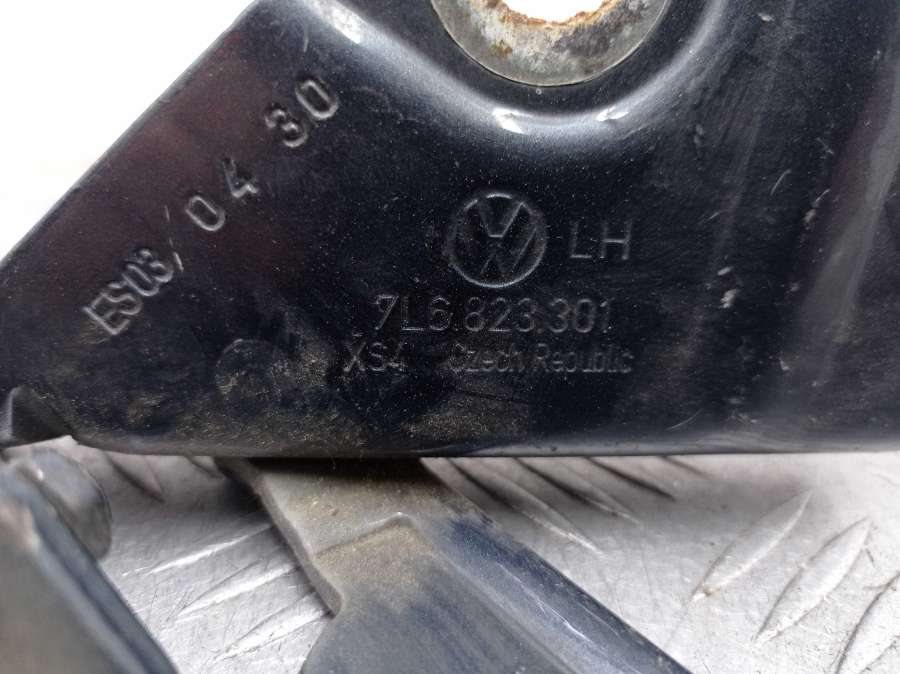 ES03/04 30
LH
7L6.823.301
XS4 Czech Republic